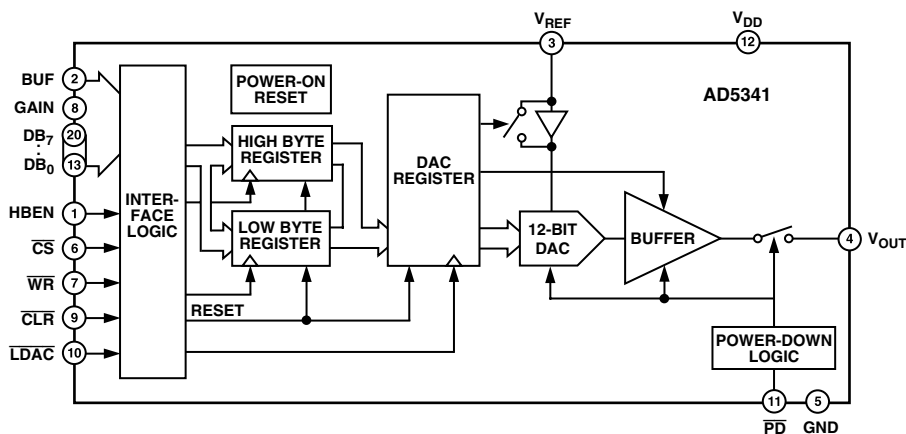 VREF
VDD
3
12
BUF
2
GAIN
8
DB7
20
DB0
13
HBEN
1
CS
6
WR
7
CLR
9
LDAC
10
INTER-
FACE
LOGIC
POWER-ON
RESET
HIGH BYTE
REGISTER
LOW BYTE
REGISTER
RESET
DAC
REGISTER
12-BIT
DAC
BUFFER
AD5341
4
VOUT
POWER-DOWN
LOGIC
11
5
PD
GND